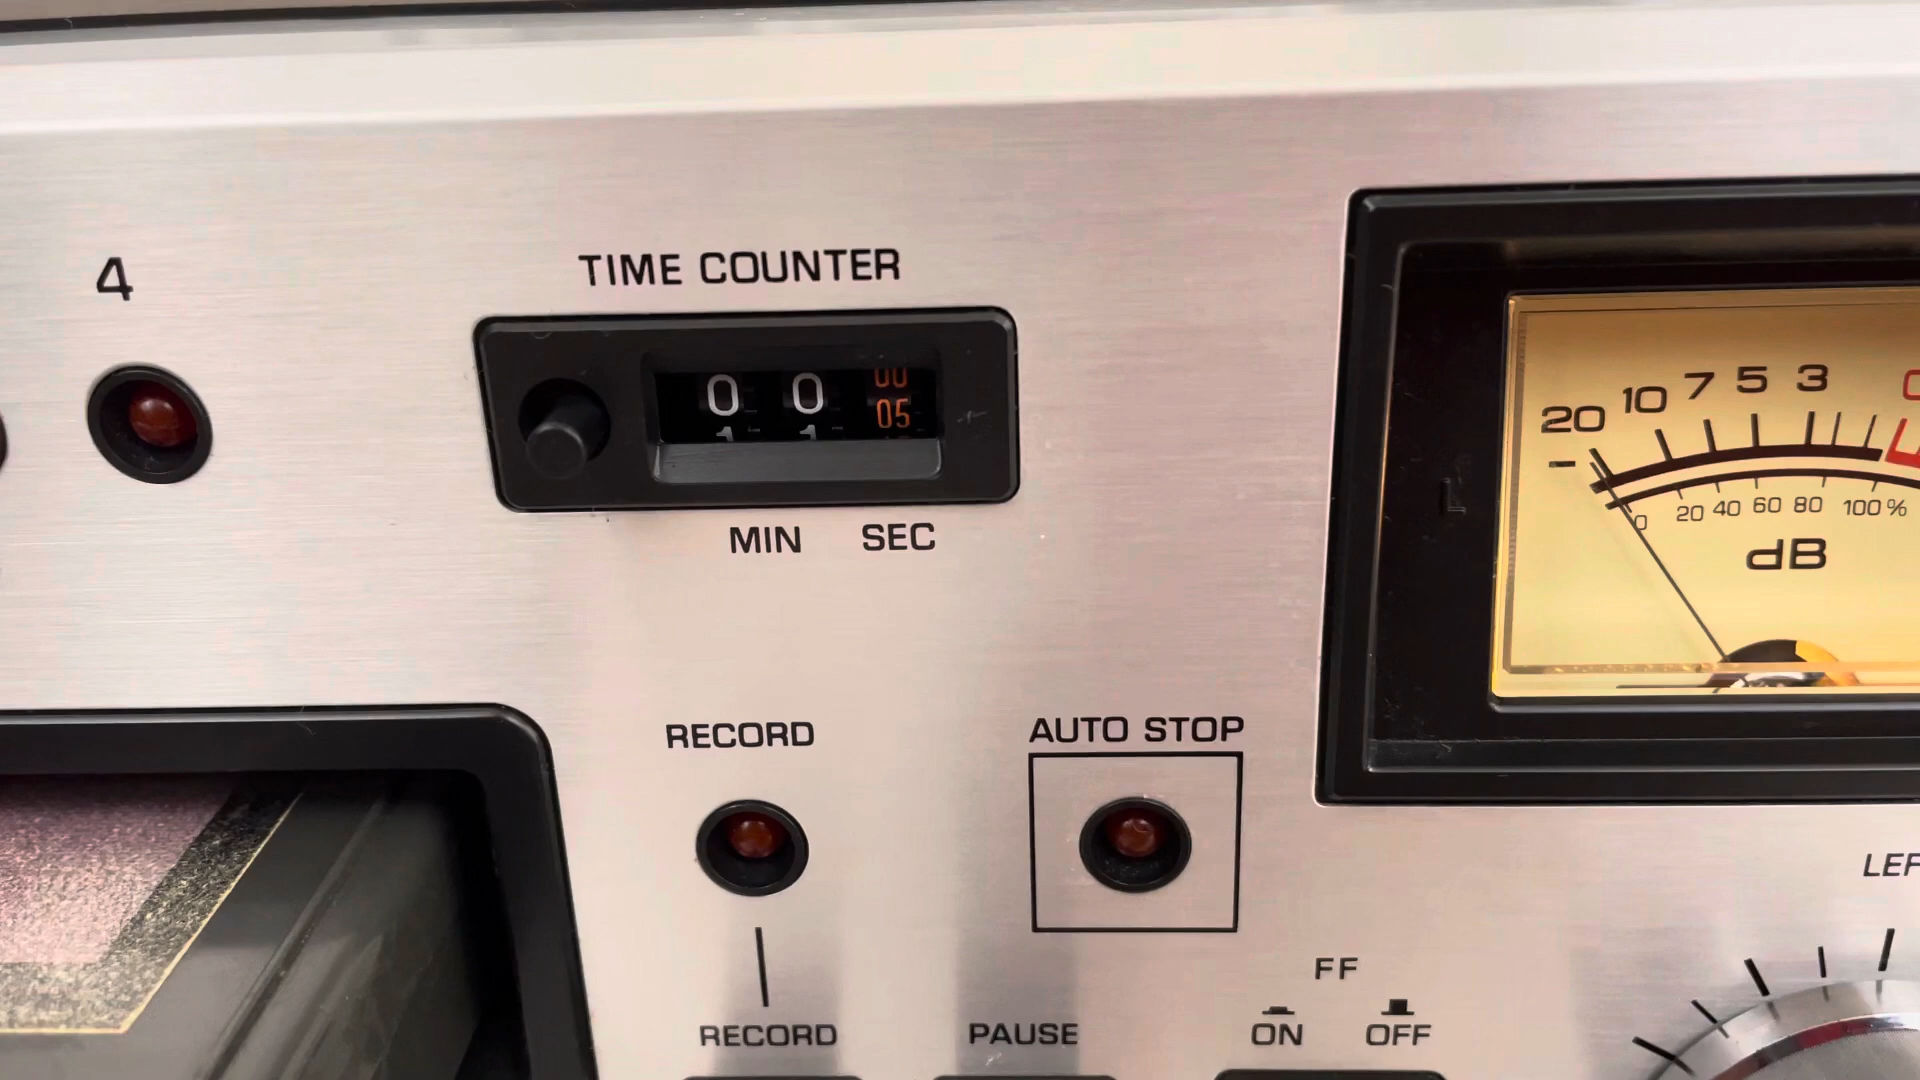 4
TIME COUNTER
0 0 05
MIN SEC
20 10 7 5 3 0
-
0 20 40 60 80 100 %
dB
RECORD
AUTO STOP
FF
RECORD
PAUSE
ON OFF